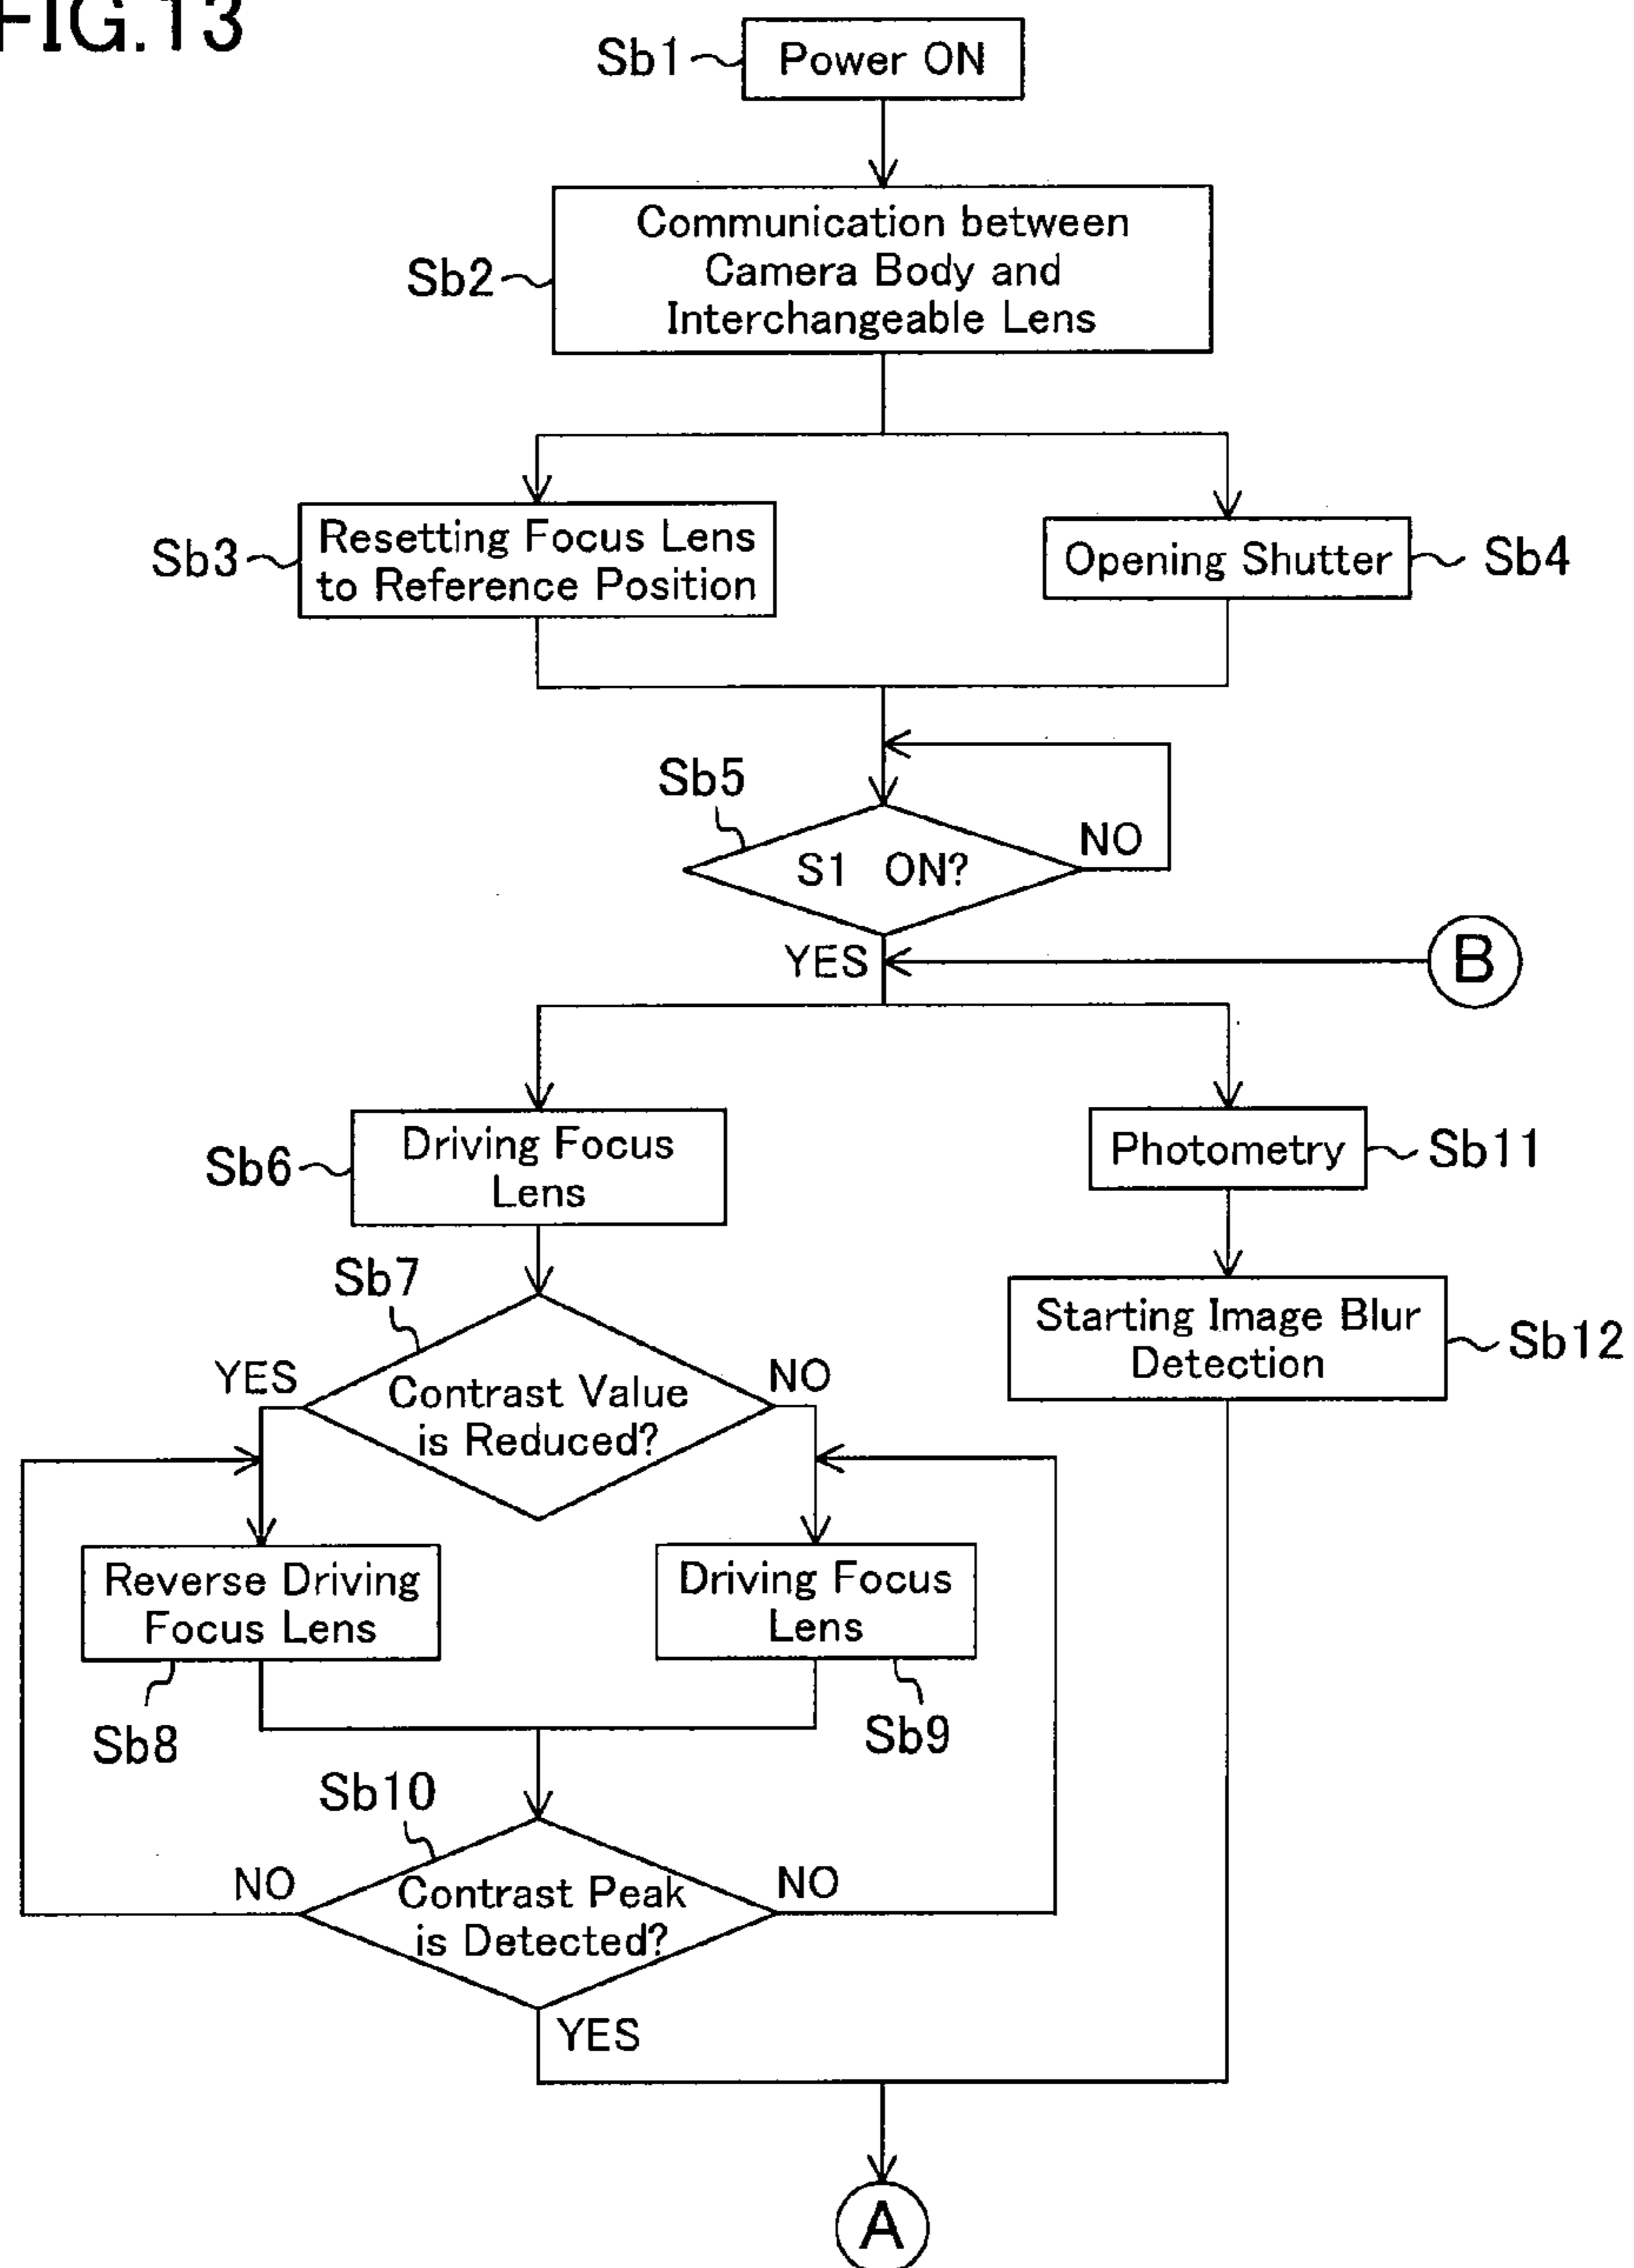 FIG.13
Sb1
Power ON
Sb2
Communication between
Camera Body and
Interchangeable Lens
Sb3
Resetting Focus Lens
to Reference Position
Opening Shutter
Sb4
Sb5
S1 ON?
NO
YES
B
Sb6
Driving Focus
Lens
Photometry
Sb11
Sb7
YES
Contrast Value
is Reduced?
NO
Starting Image Blur
Detection
Sb12
Reverse Driving
Focus Lens
Sb8
Driving Focus
Lens
Sb9
Sb10
NO
Contrast Peak
is Detected?
NO
YES
A